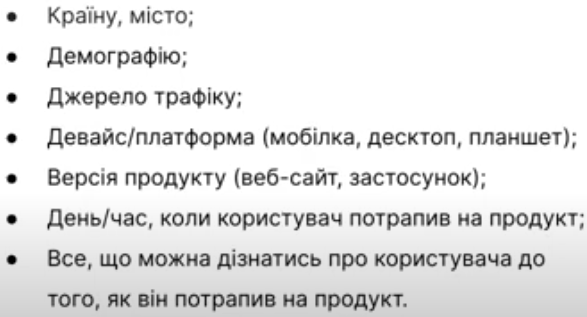 ● Країну, місто;
● Демографію;
● Джерело трафіку;
● Девайс/платформа (мобілка, десктоп, планшет);
● Версія продукту (веб-сайт, застосунок);
● День/час, коли користувач потрапив на продукт;
● Все, що можна дізнатись про користувача до
того, як він потрапив на продукт.